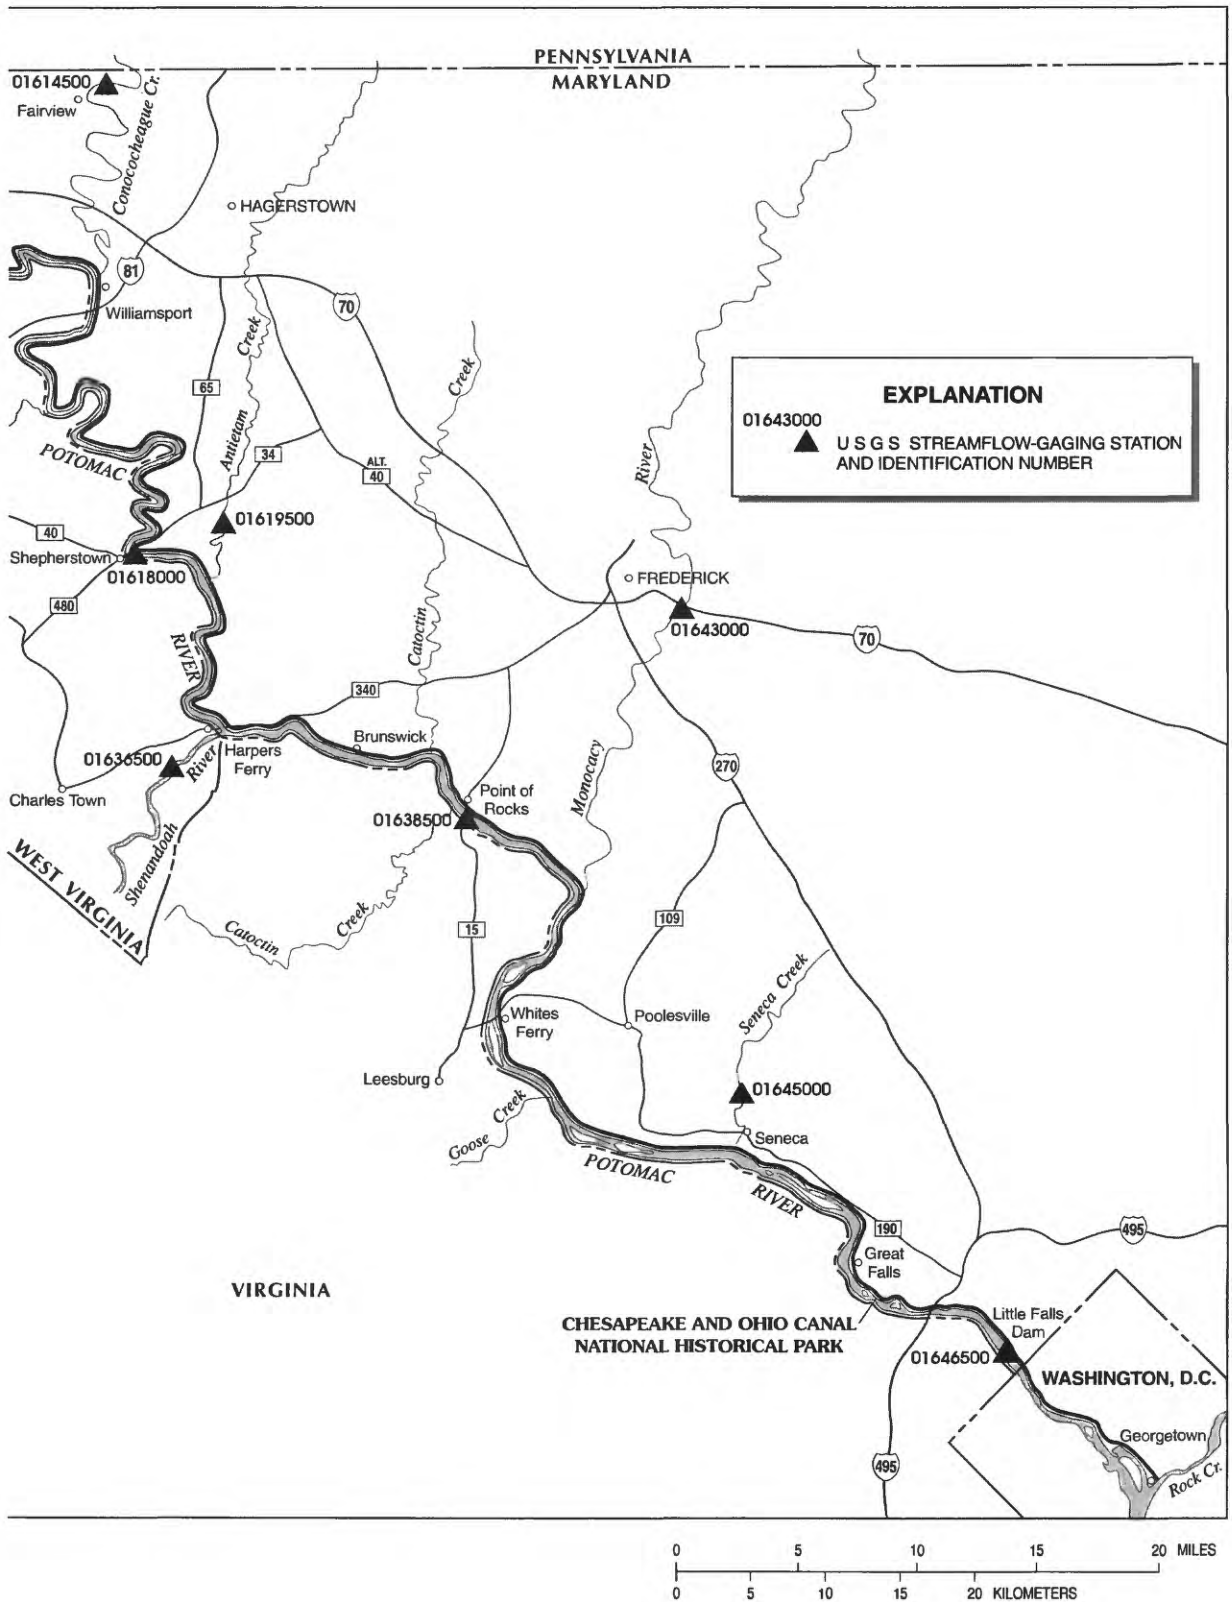 PENNSYLVANIA
MARYLAND
01614500
Fairview
Conococheague Cr.
HAGERSTOWN
81
Williamsport
70
65
Antietam Creek
Creek
EXPLANATION
01643000
U S G S STREAMFLOW-GAGING STATION
AND IDENTIFICATION NUMBER
POTOMAC
34
ALT.
40
River
40
01619500
Shepherstown
01618000
480
FREDERICK
01643000
70
RIVER
Catoctin
340
01636500
River
Harpers
Ferry
Brunswick
270
Charles Town
Point of
Rocks
01638500
Monocacy
WEST VIRGINIA
Shenandoah
Catoctin Creek
15
109
Seneca Creek
Whites
Ferry
Poolesville
Leesburg
01645000
Goose Creek
Seneca
POTOMAC
RIVER
190
495
Great
Falls
VIRGINIA
CHESAPEAKE AND OHIO CANAL
NATIONAL HISTORICAL PARK
Little Falls
Dam
01646500
WASHINGTON, D.C.
Georgetown
495
Rock Cr.
0 5 10 15 20 MILES
0 5 10 15 20 KILOMETERS